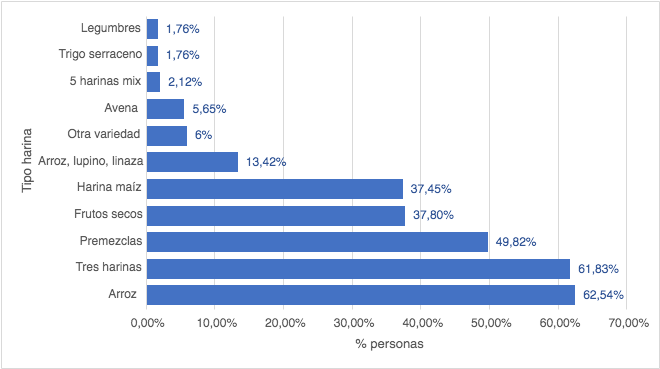 Legumbres 1,76%
Trigo serraceno 1,76%
5 harinas mix 2,12%
Avena 5,65%
Otra variedad 6%
Arroz, lupino, linaza 13,42%
Harina maíz 37,45%
Frutos secos 37,80%
Premezclas 49,82%
Tres harinas 61,83%
Arroz 62,54%
Tipo harina
0,00% 10,00% 20,00% 30,00% 40,00% 50,00% 60,00% 70,00%
% personas